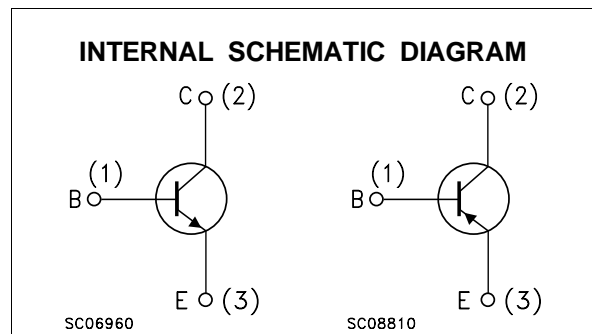 INTERNAL SCHEMATIC DIAGRAM
C (2) C (2)
(1) (1)
B B
E (3) E (3)
SC06960 SC08810